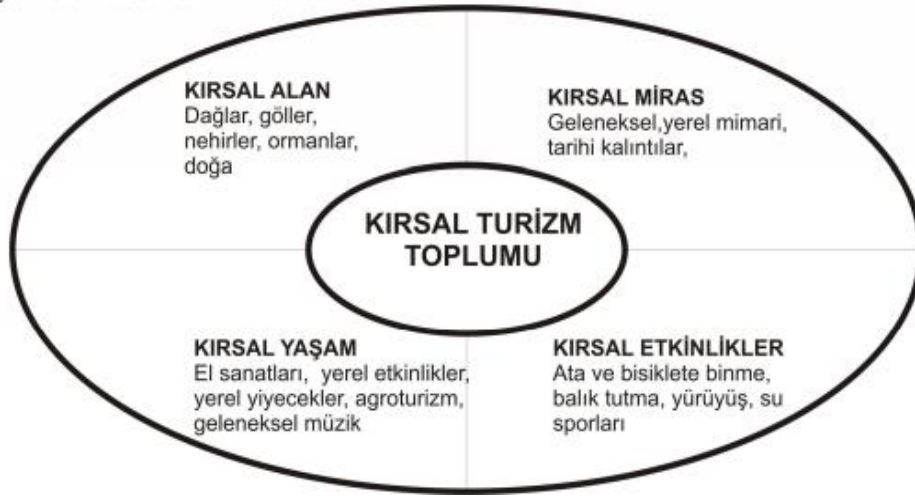 KIRSAL ALAN
Dağlar, göller,
nehirler, ormanlar,
doğa
KIRSAL MİRAS
Geleneksel,yerel mimari,
tarihi kalıntılar,
KIRSAL TURİZM
TOPLUMU
KIRSAL YAŞAM
El sanatları, yerel etkinlikler,
yerel yiyecekler, agroturizm,
geleneksel müzik
KIRSAL ETKİNLİKLER
Ata ve bisiklete binme,
balık tutma, yürüyüş, su
sporları